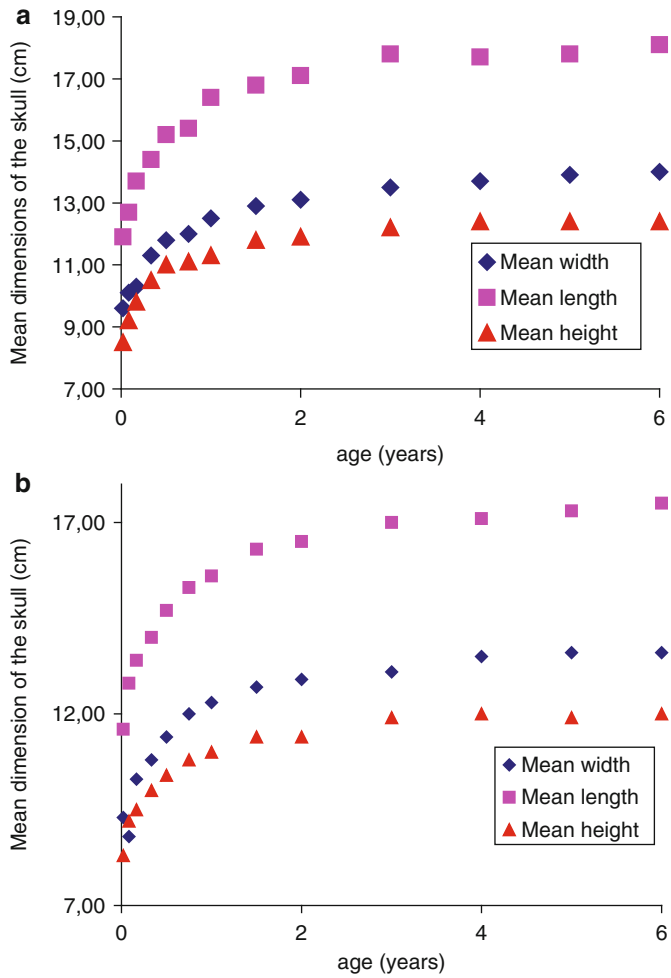 a
19,00
17,00
15,00
13,00
11,00
9,00
7,00
Mean dimensions of the skull (cm)
Mean width
Mean length
Mean height
0 2 4 6
age (years)
b
17,00
12,00
7,00
Mean dimension of the skull (cm)
Mean width
Mean length
Mean height
0 2 4 6
age (years)